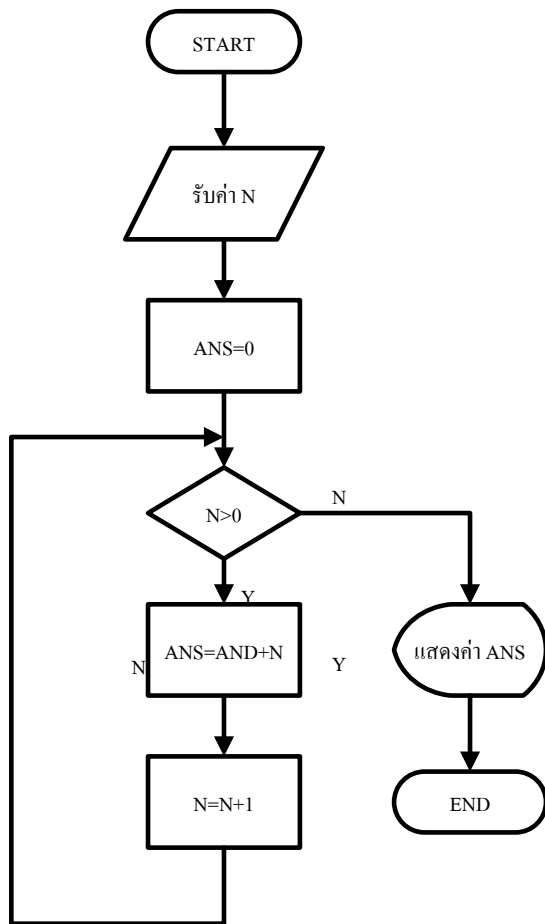 START
รับค่า N
ANS=0
N>0
N
Y
ANS=AND+N
N
Y
แสดงค่า ANS
N=N+1
END